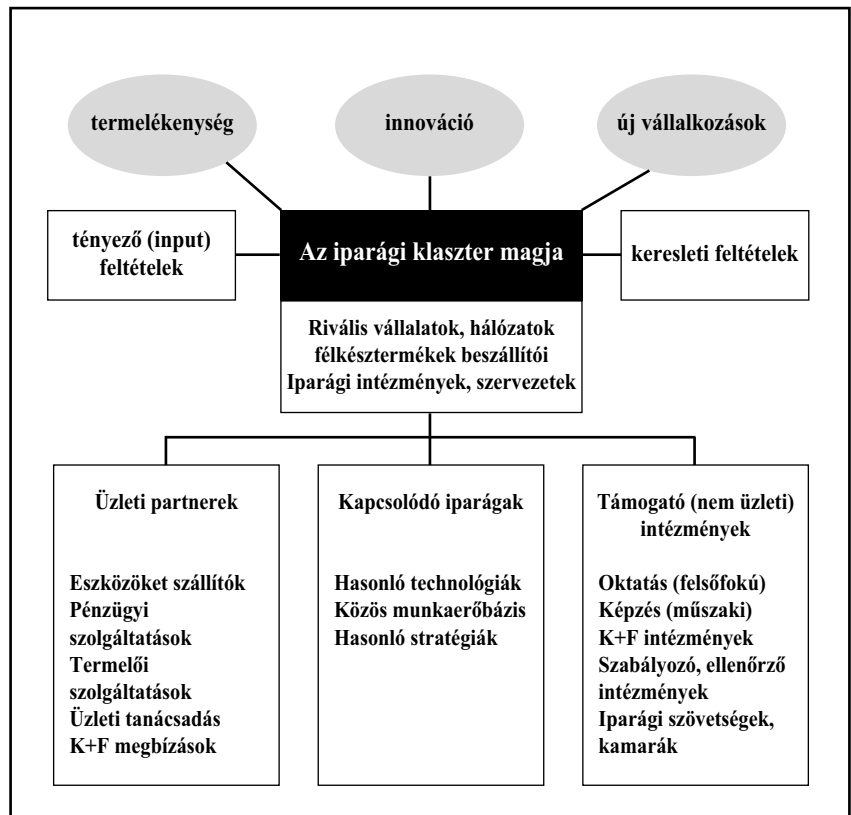 termelékenység
innováció
új vállalkozások
tényező (input)
feltételek
Az iparági klaszter magja
keresleti feltételek
Rivális vállalatok, hálózatok
félkésztermékek beszállítói
Iparági intézmények, szervezetek
Üzleti partnerek
Eszközöket szállítók
Pénzügyi
szolgáltatások
Termelői
szolgáltatások
Üzleti tanácsadás
K+F megbízások
Kapcsolódó iparágak
Hasonló technológiák
Közös munkaerőbázis
Hasonló stratégiák
Támogató (nem üzleti)
intézmények
Oktatás (felsőfokú)
Képzés (műszaki)
K+F intézmények
Szabályozó, ellenőrző
intézmények
Iparági szövetségek,
kamarák